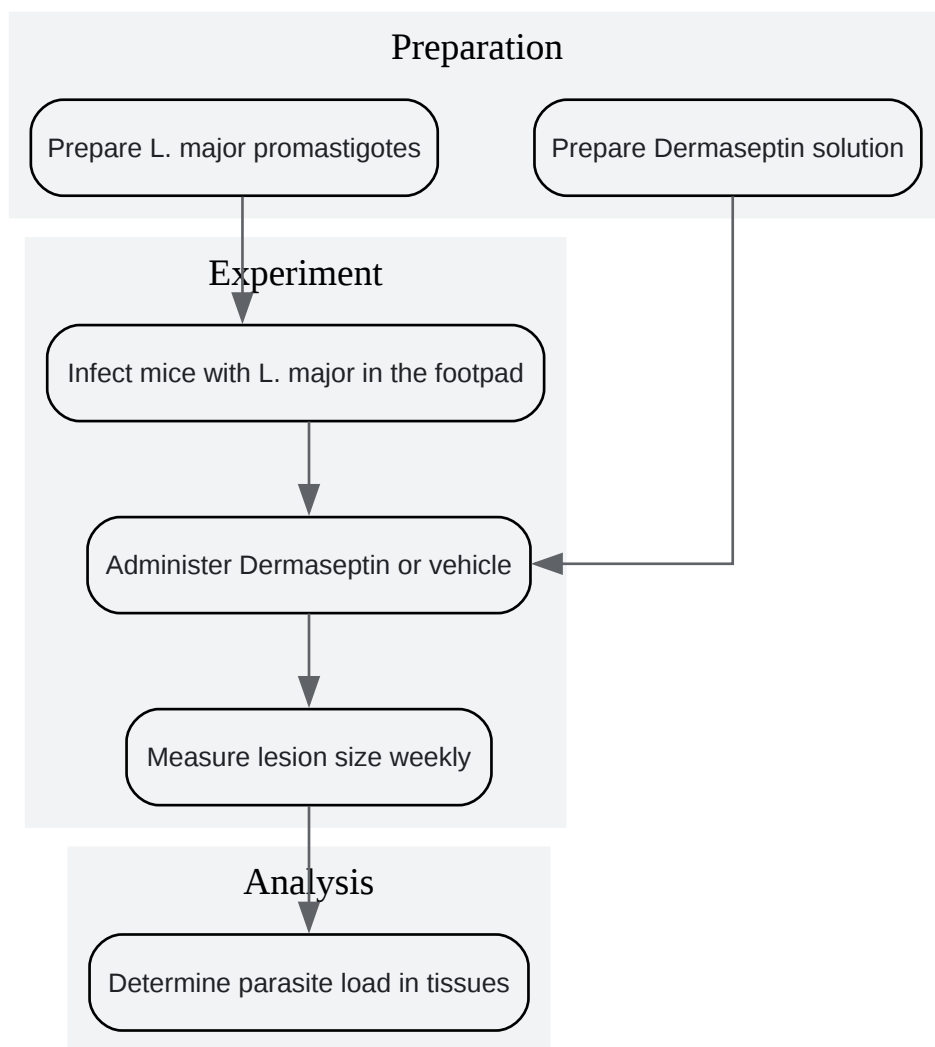 Preparation
Prepare L. major promastigotes
Prepare Dermaseptin solution
Experiment
Infect mice with L. major in the footpad
Administer Dermaseptin or vehicle
Measure lesion size weekly
Analysis
Determine parasite load in tissues